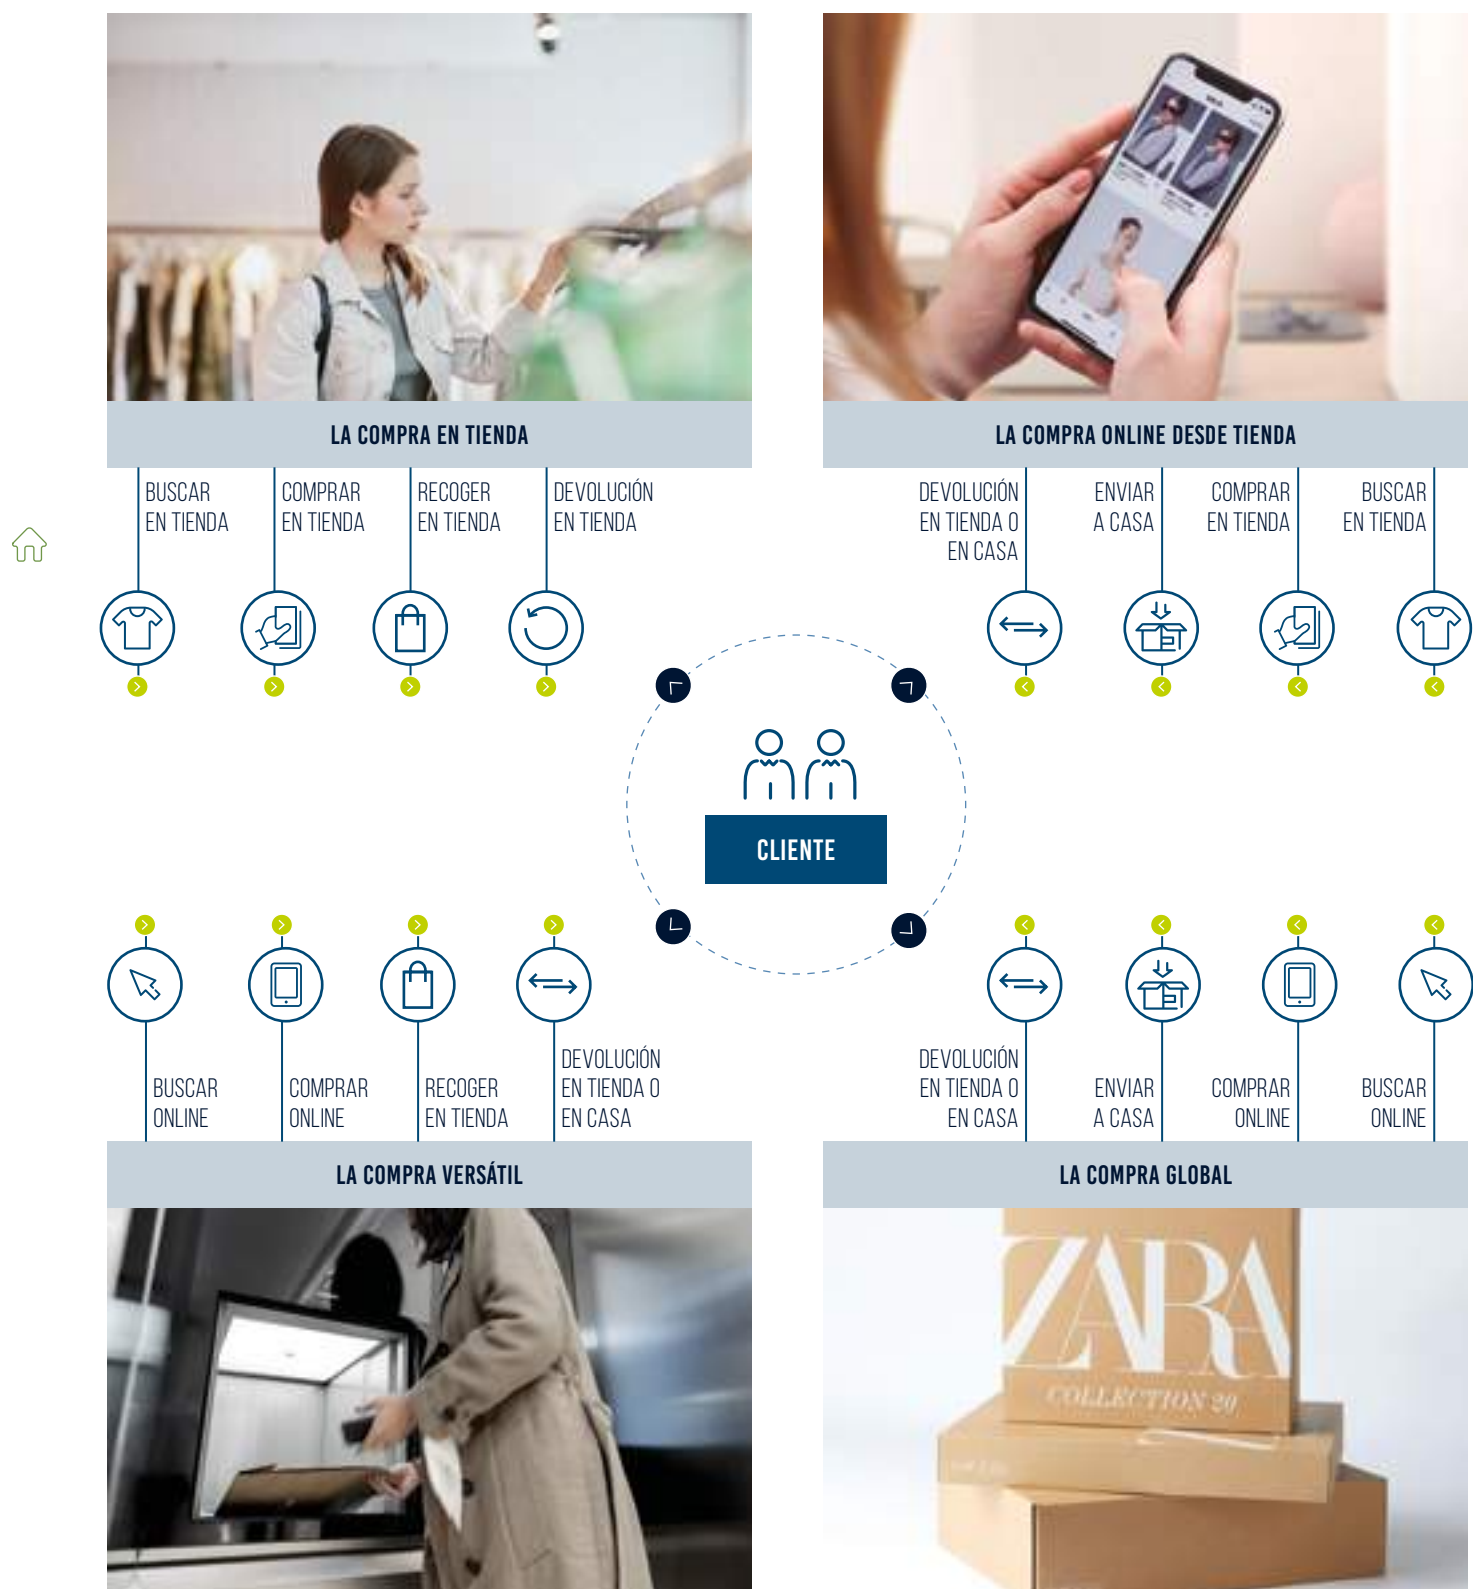 LA COMPRA EN TIENDA
BUSCAR
EN TIENDA
COMPRAR
EN TIENDA
RECOGER
EN TIENDA
DEVOLUCIÓN
EN TIENDA
LA COMPRA ONLINE DESDE TIENDA
DEVOLUCIÓN
EN TIENDA O
EN CASA
ENVIAR
A CASA
COMPRAR
EN TIENDA
BUSCAR
EN TIENDA
CLIENTE
BUSCAR
ONLINE
COMPRAR
ONLINE
RECOGER
EN TIENDA
DEVOLUCIÓN
EN TIENDA O
EN CASA
LA COMPRA VERSÁTIL
DEVOLUCIÓN
EN TIENDA O
EN CASA
ENVIAR
A CASA
COMPRAR
ONLINE
BUSCAR
ONLINE
LA COMPRA GLOBAL
ZARA
COLLECTION 20